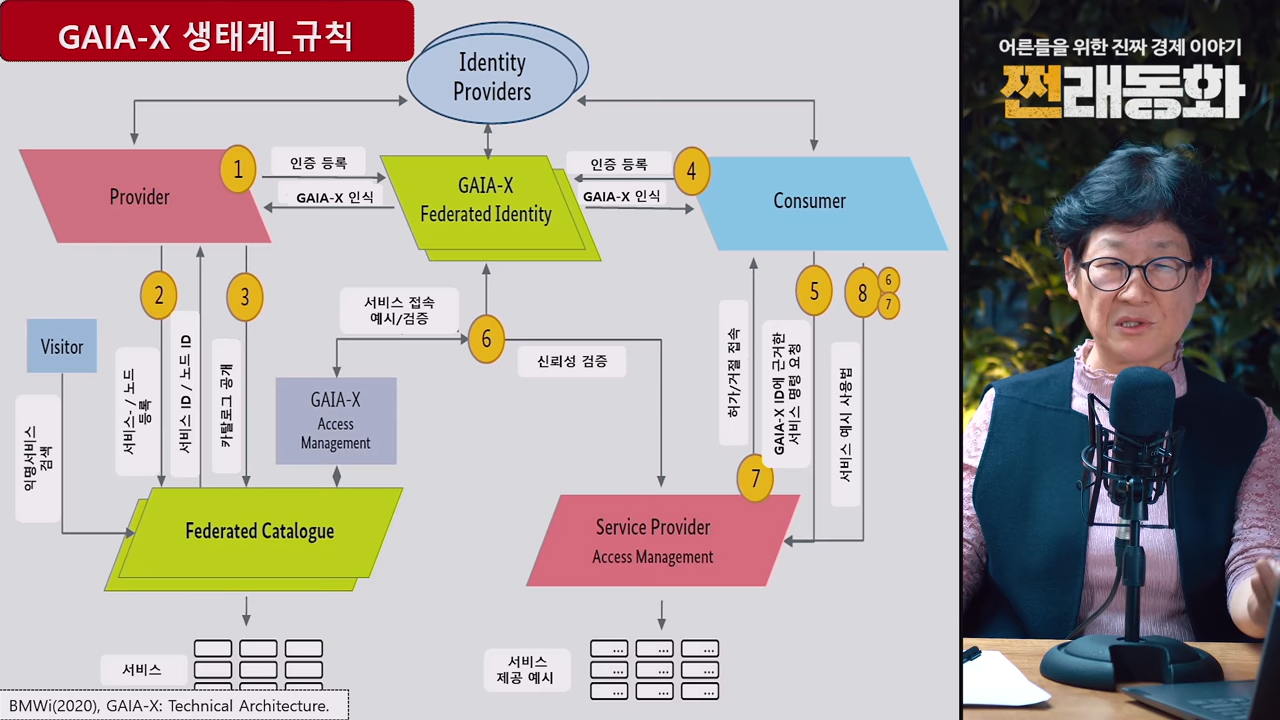 GAIA-X 생태계_규칙
어른들을 위한 진짜 경제 이야기
쩐래동화
Identity
Providers
Provider
1
인증 등록
GAIA-X 인식
GAIA-X
Federated Identity
인증 등록
GAIA-X 인식
4
Consumer
2
3
5
8
6
7
Visitor
서비스 접속
예시/검증
6
신뢰성 검증
익명서비스
검색
서비스- / 노드
등록
서비스 ID / 노드 ID
카탈로그 공개
GAIA-X
Access
Management
허가/거절 접속
GAIA-X ID에 근거한
서비스 명령 요청
서비스 예시 사용법
7
Federated Catalogue
Service Provider
Access Management
서비스
서비스
제공 예시
...
...
...
...
...
...
...
...
...
BMWi(2020), GAIA-X: Technical Architecture.